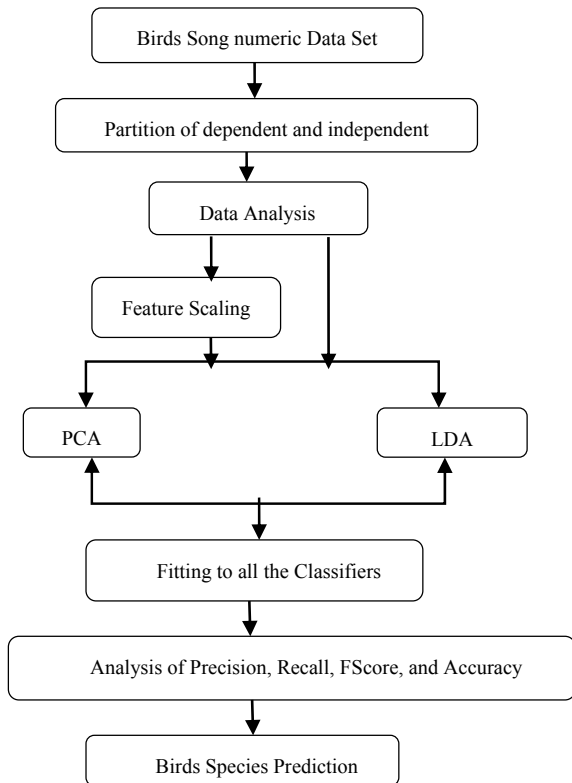 Birds Song numeric Data Set
Partition of dependent and independent
Data Analysis
Feature Scaling
PCA
LDA
Fitting to all the Classifiers
Analysis of Precision, Recall, FScore, and Accuracy
Birds Species Prediction